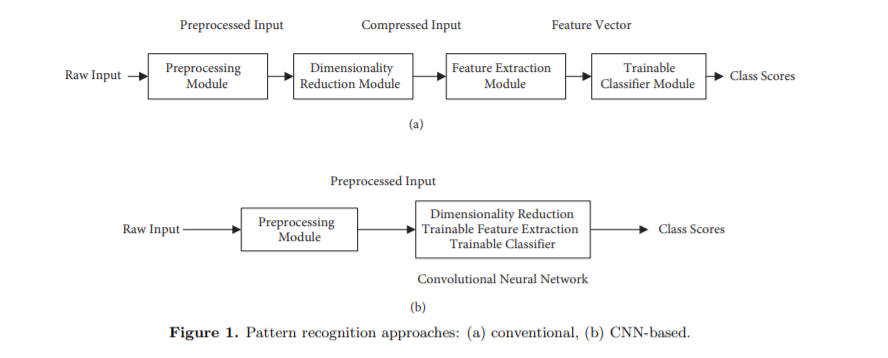 Preprocessed Input Compressed Input Feature Vector
Raw Input
Preprocessing
Module
Dimensionality
Reduction Module
Feature Extraction
Module
Trainable
Classifier Module
Class Scores
(a)
Preprocessed Input
Raw Input
Preprocessing
Module
Dimensionality Reduction
Trainable Feature Extraction
Trainable Classifier
Class Scores
Convolutional Neural Network
(b)
Figure 1. Pattern recognition approaches: (a) conventional, (b) CNN-based.